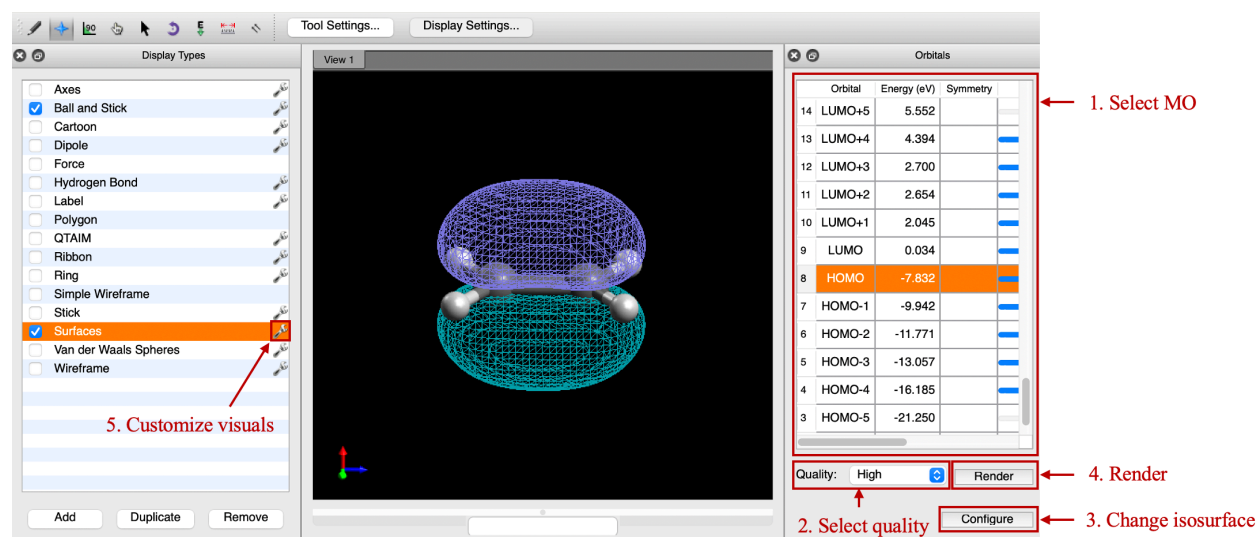 Tool Settings... Display Settings...
Display Types
View 1
Orbitals
Axes
Ball and Stick
Cartoon
Dipole
Force
Hydrogen Bond
Label
Polygon
QTAIM
Ribbon
Ring
Simple Wireframe
Stick
Surfaces
Van der Waals Spheres
Wireframe
5. Customize visuals
Add Duplicate Remove
Orbital Energy (eV) Symmetry
14 LUMO+5 5.552
13 LUMO+4 4.394
12 LUMO+3 2.700
11 LUMO+2 2.654
10 LUMO+1 2.045
9 LUMO 0.034
8 HOMO -7.832
7 HOMO-1 -9.942
6 HOMO-2 -11.771
5 HOMO-3 -13.057
4 HOMO-4 -16.185
3 HOMO-5 -21.250
1. Select MO
Quality: High Render
4. Render
2. Select quality
Configure
3. Change isosurface